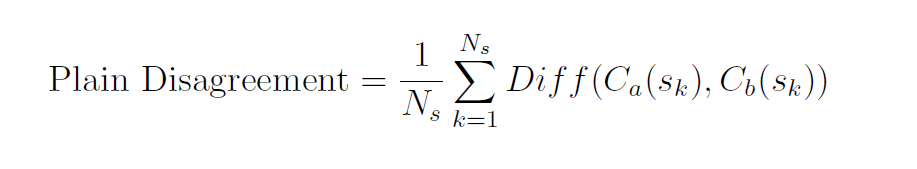 Plain Disagreement = \frac{1}{N_s} \sum_{k=1}^{N_s} Diff(C_a(s_k), C_b(s_k))